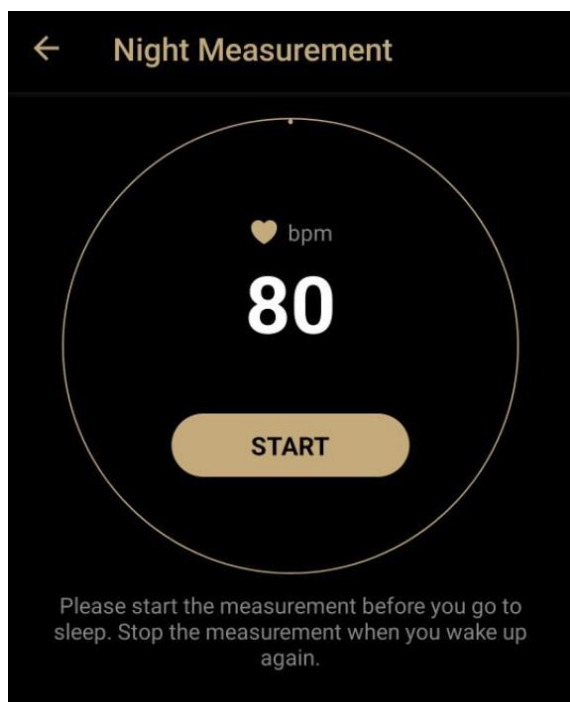 Night Measurement
bpm
80
START
Please start the measurement before you go to
sleep. Stop the measurement when you wake up
again.